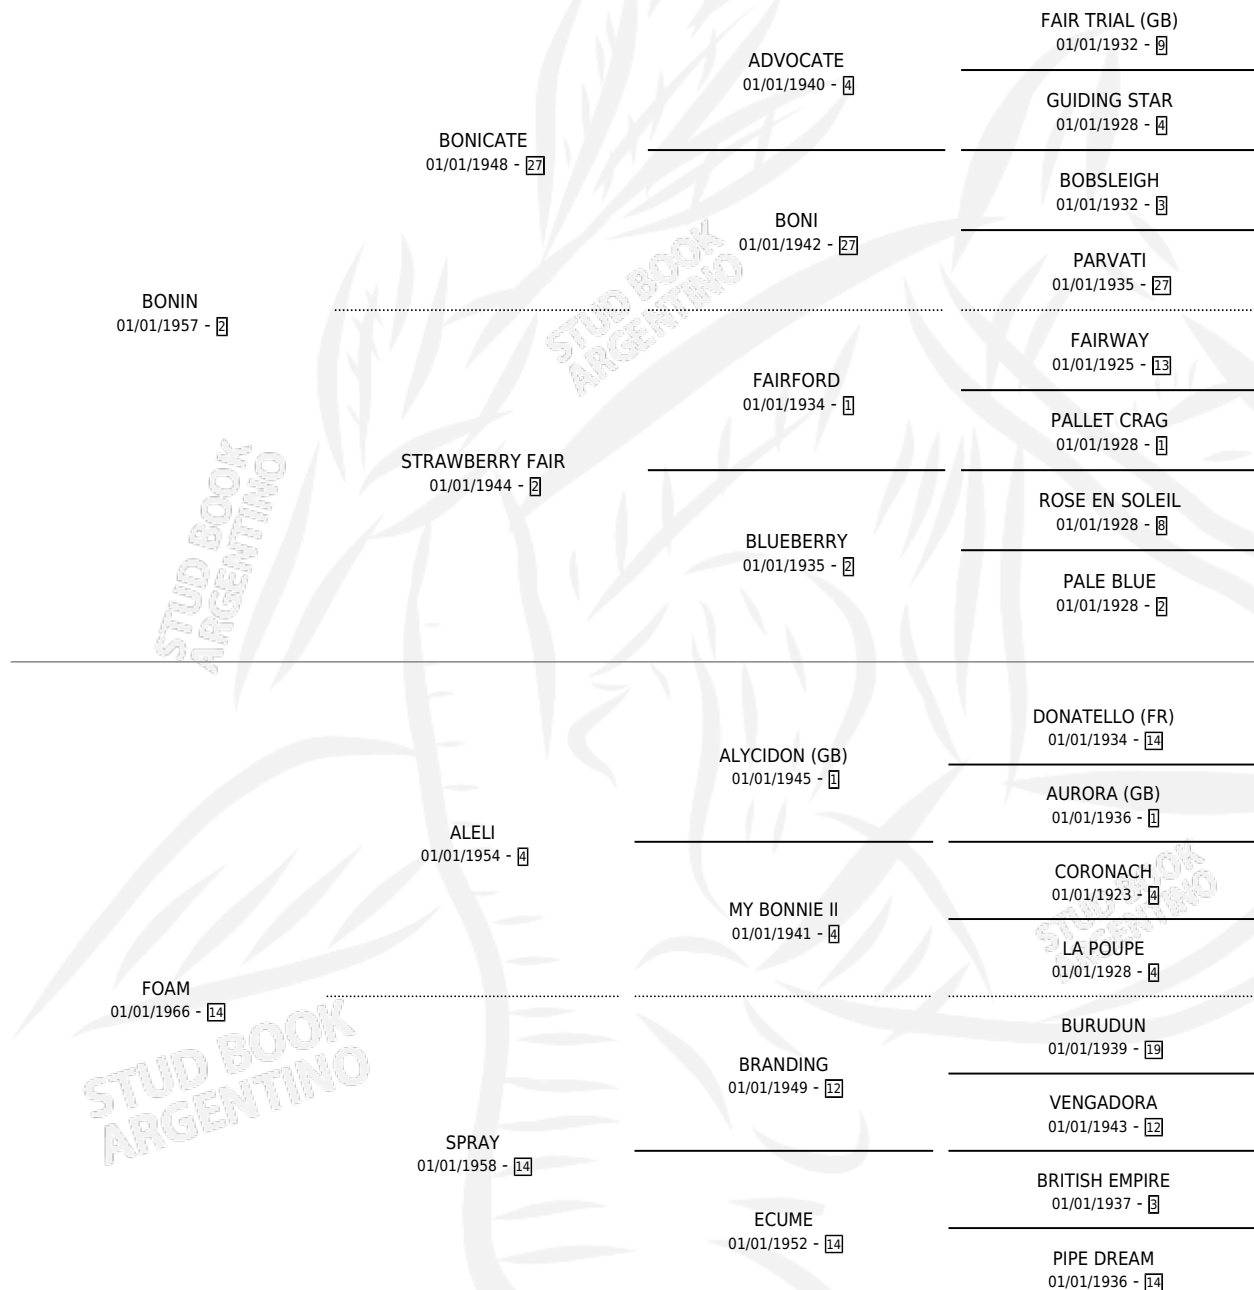 FAIR TRIAL (GB)
01/01/1932 - 9
ADVOCATE
01/01/1940 - 4
GUIDING STAR
01/01/1928 - 4
BONICATE
01/01/1948 - 27
BOBSLEIGH
01/01/1932 - 3
BONI
01/01/1942 - 27
PARVATI
01/01/1935 - 27
BONIN
01/01/1957 - 2
FAIRWAY
01/01/1925 - 13
FAIRFORD
01/01/1934 - 1
PALLET CRAG
01/01/1928 - 1
STRAWBERRY FAIR
01/01/1944 - 2
ROSE EN SOLEIL
01/01/1928 - 8
BLUEBERRY
01/01/1935 - 2
PALE BLUE
01/01/1928 - 2
DONATELLO (FR)
01/01/1934 - 14
ALYCIDON (GB)
01/01/1945 - 1
AURORA (GB)
01/01/1936 - 1
ALELI
01/01/1954 - 4
CORONACH
01/01/1923 - 4
MY BONNIE II
01/01/1941 - 4
LA POUPE
01/01/1928 - 4
FOAM
01/01/1966 - 14
BURUDUN
01/01/1939 - 19
BRANDING
01/01/1949 - 12
VENGADORA
01/01/1943 - 12
SPRAY
01/01/1958 - 14
BRITISH EMPIRE
01/01/1937 - 3
ECUME
01/01/1952 - 14
PIPE DREAM
01/01/1936 - 14
STUD BOOK
ARGENTINO
STUD BOOK
ARGENTINO
STUD BOOK
ARGENTINO
STUD BOOK
ARGENTINO